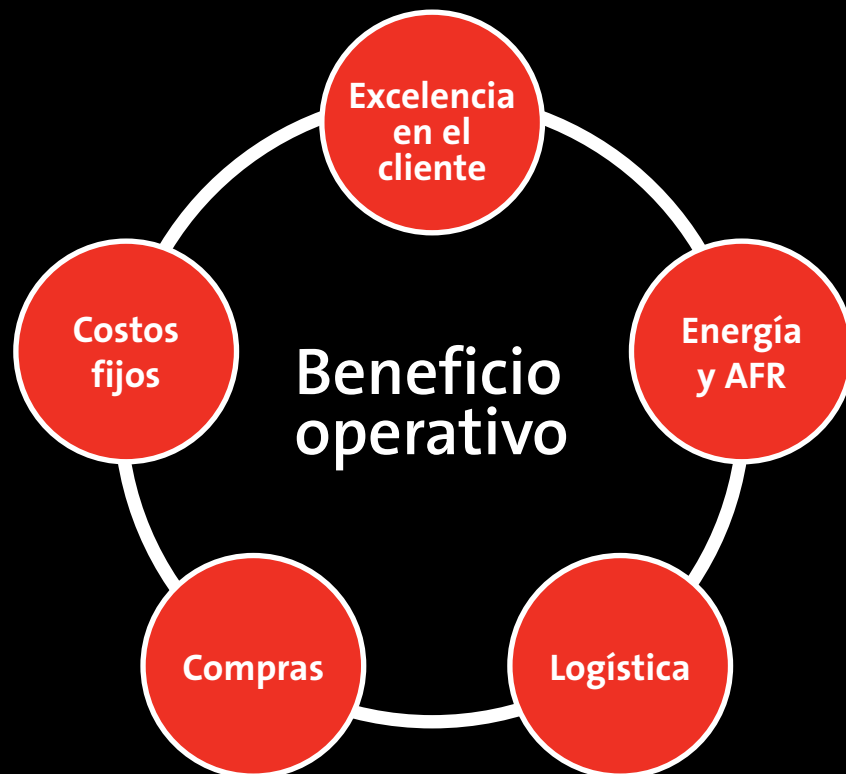 Excelencia
en el
cliente
Costos
fijos
Beneficio
operativo
Energía
y AFR
Compras
Logística